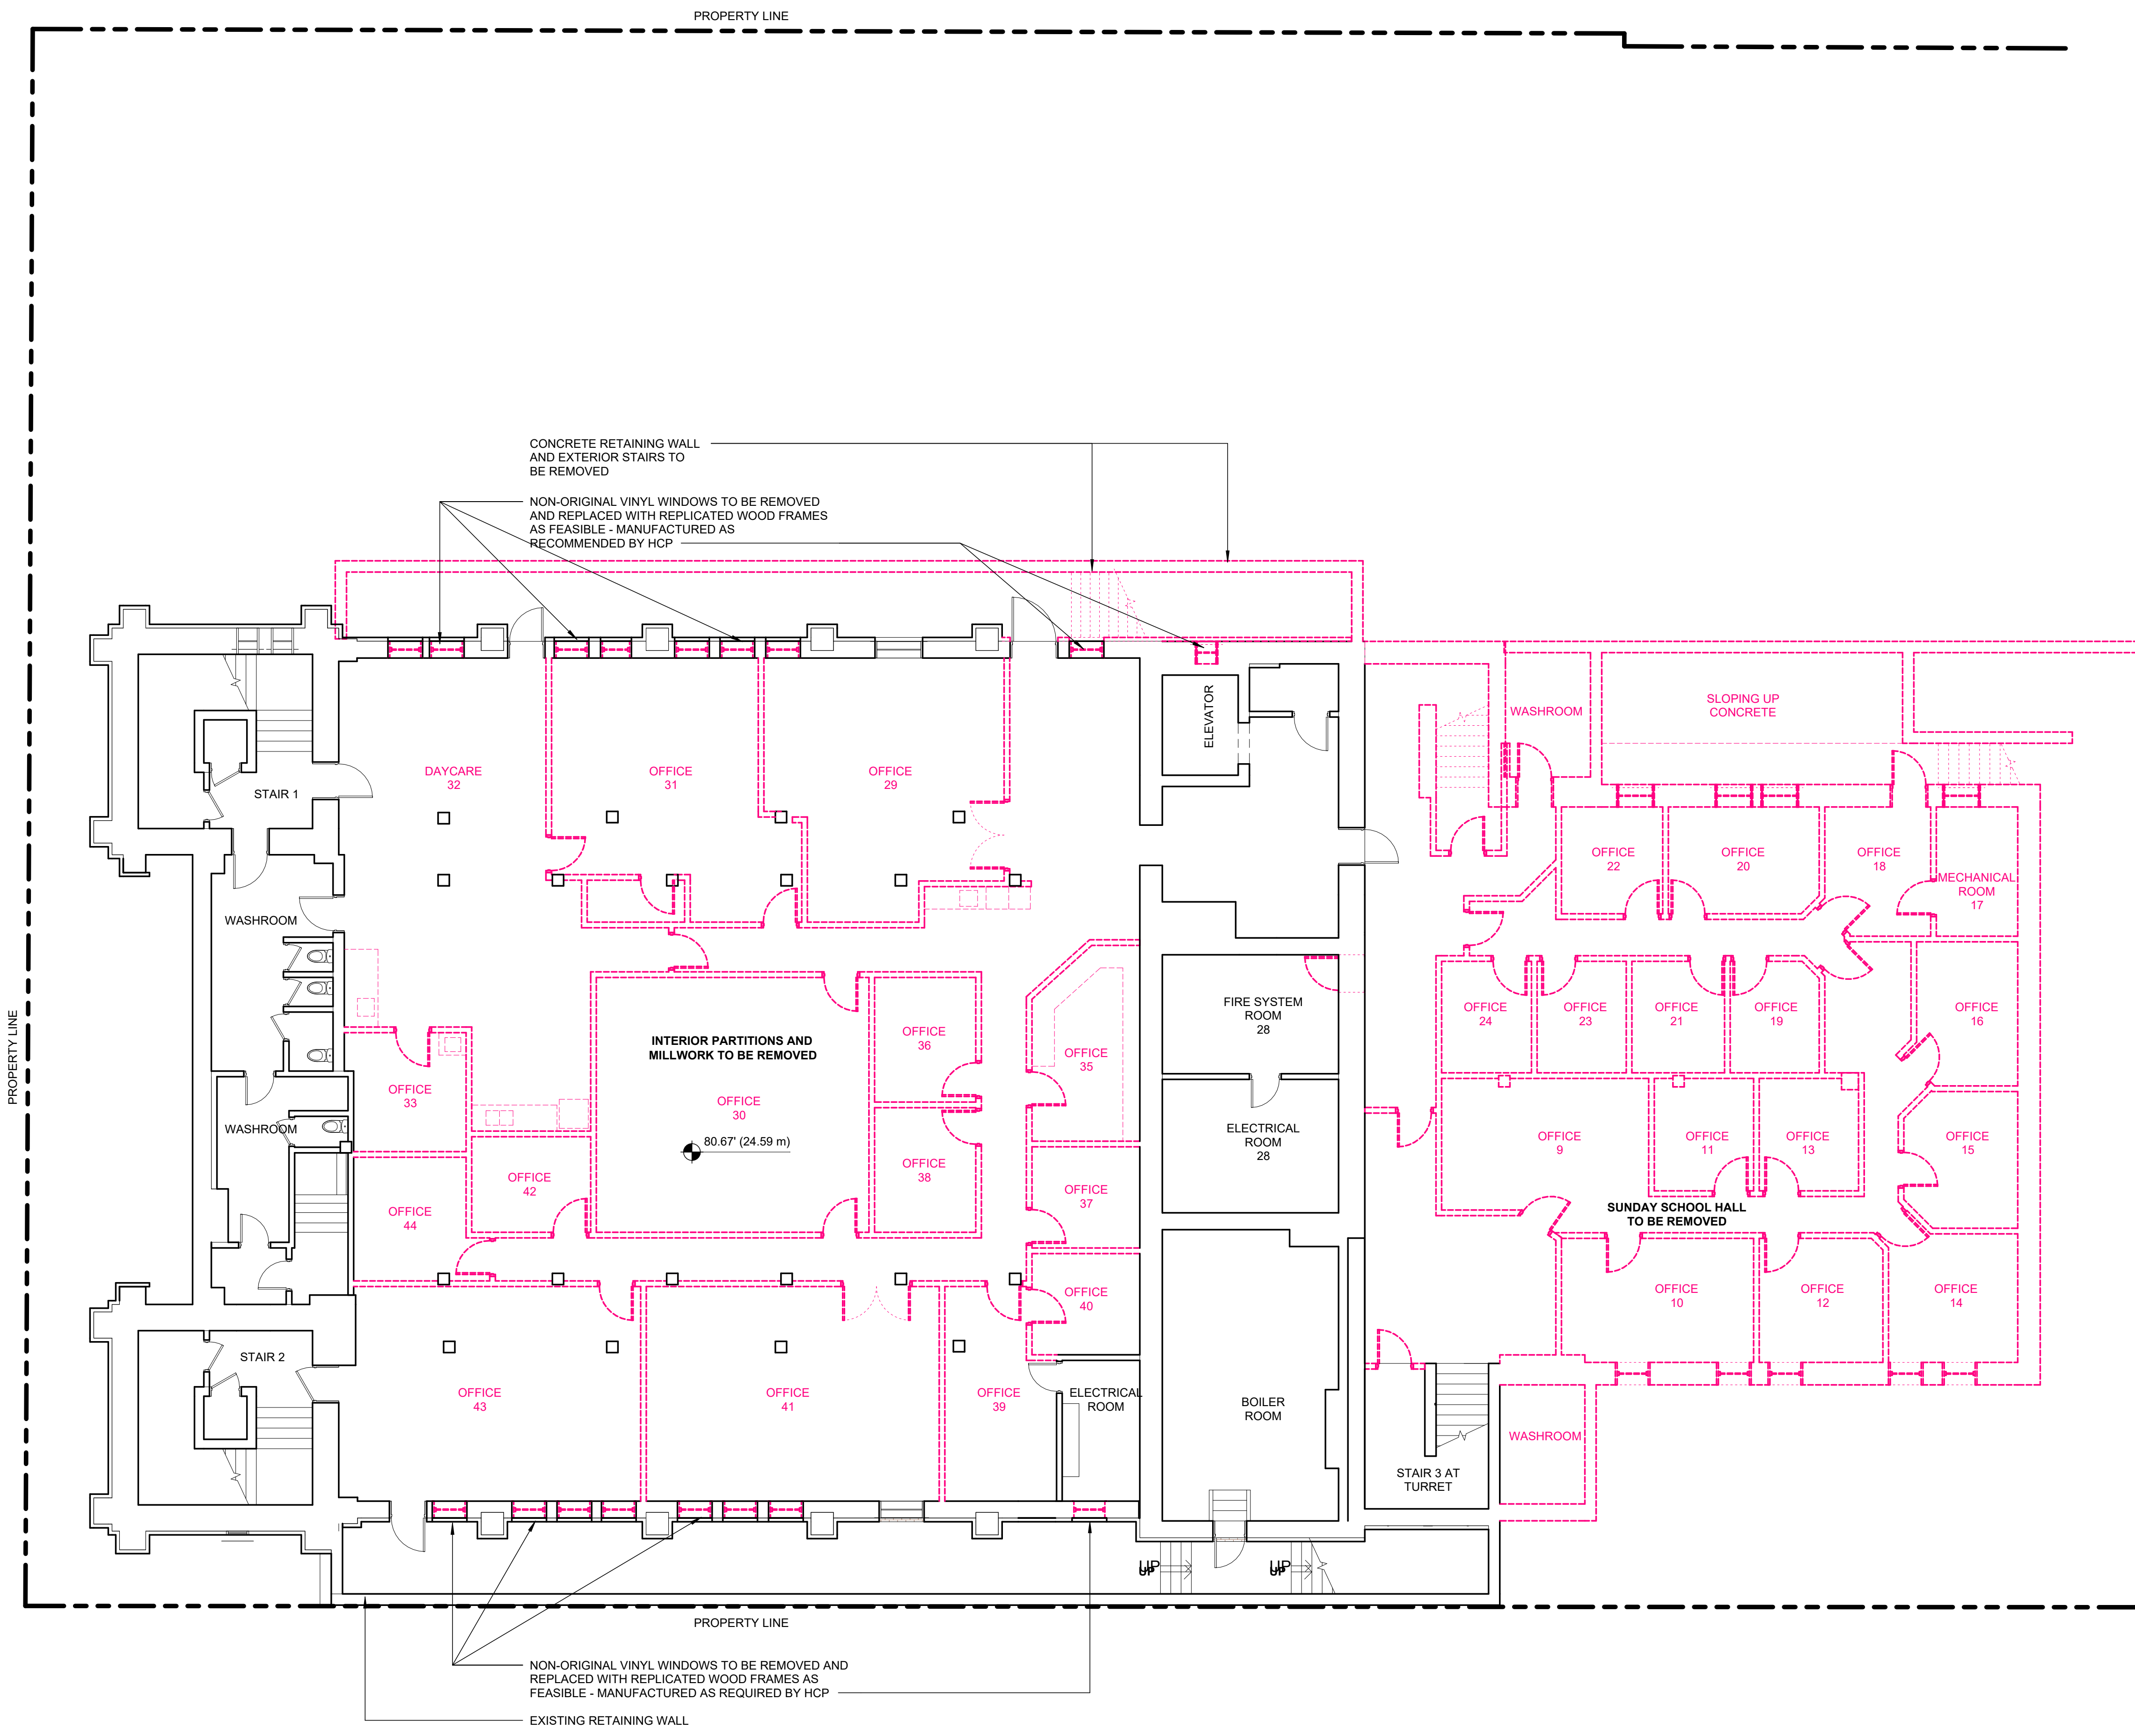 PROPERTY LINE
CONCRETE RETAINING WALL
AND EXTERIOR STAIRS TO
BE REMOVED
NON-ORIGINAL VINYL WINDOWS TO BE REMOVED
AND REPLACED WITH REPLICATED WOOD FRAMES
AS FEASIBLE - MANUFACTURED AS
RECOMMENDED BY HCP
ELEVATOR
SLOPING UP
CONCRETE
WASHROOM
DAYCARE
32
OFFICE
31
OFFICE
29
STAIR 1
OFFICE
22
OFFICE
20
OFFICE
18
MECHANICAL
ROOM
17
WASHROOM
FIRE SYSTEM
ROOM
28
OFFICE
24
OFFICE
23
OFFICE
21
OFFICE
19
OFFICE
16
PROPERTY LINE
INTERIOR PARTITIONS AND
MILLWORK TO BE REMOVED
OFFICE
36
OFFICE
35
OFFICE
33
OFFICE
30
80.67' (24.59 m)
WASHROOM
ELECTRICAL
ROOM
28
OFFICE
9
OFFICE
11
OFFICE
13
OFFICE
15
OFFICE
42
OFFICE
38
OFFICE
37
OFFICE
44
SUNDAY SCHOOL HALL
TO BE REMOVED
OFFICE
40
OFFICE
10
OFFICE
12
OFFICE
14
STAIR 2
OFFICE
43
OFFICE
41
OFFICE
39
ELECTRICAL
ROOM
BOILER
ROOM
WASHROOM
STAIR 3 AT
TURRET
UP
UP
UP
UP
PROPERTY LINE
NON-ORIGINAL VINYL WINDOWS TO BE REMOVED AND
REPLACED WITH REPLICATED WOOD FRAMES AS
FEASIBLE - MANUFACTURED AS REQUIRED BY HCP
EXISTING RETAINING WALL